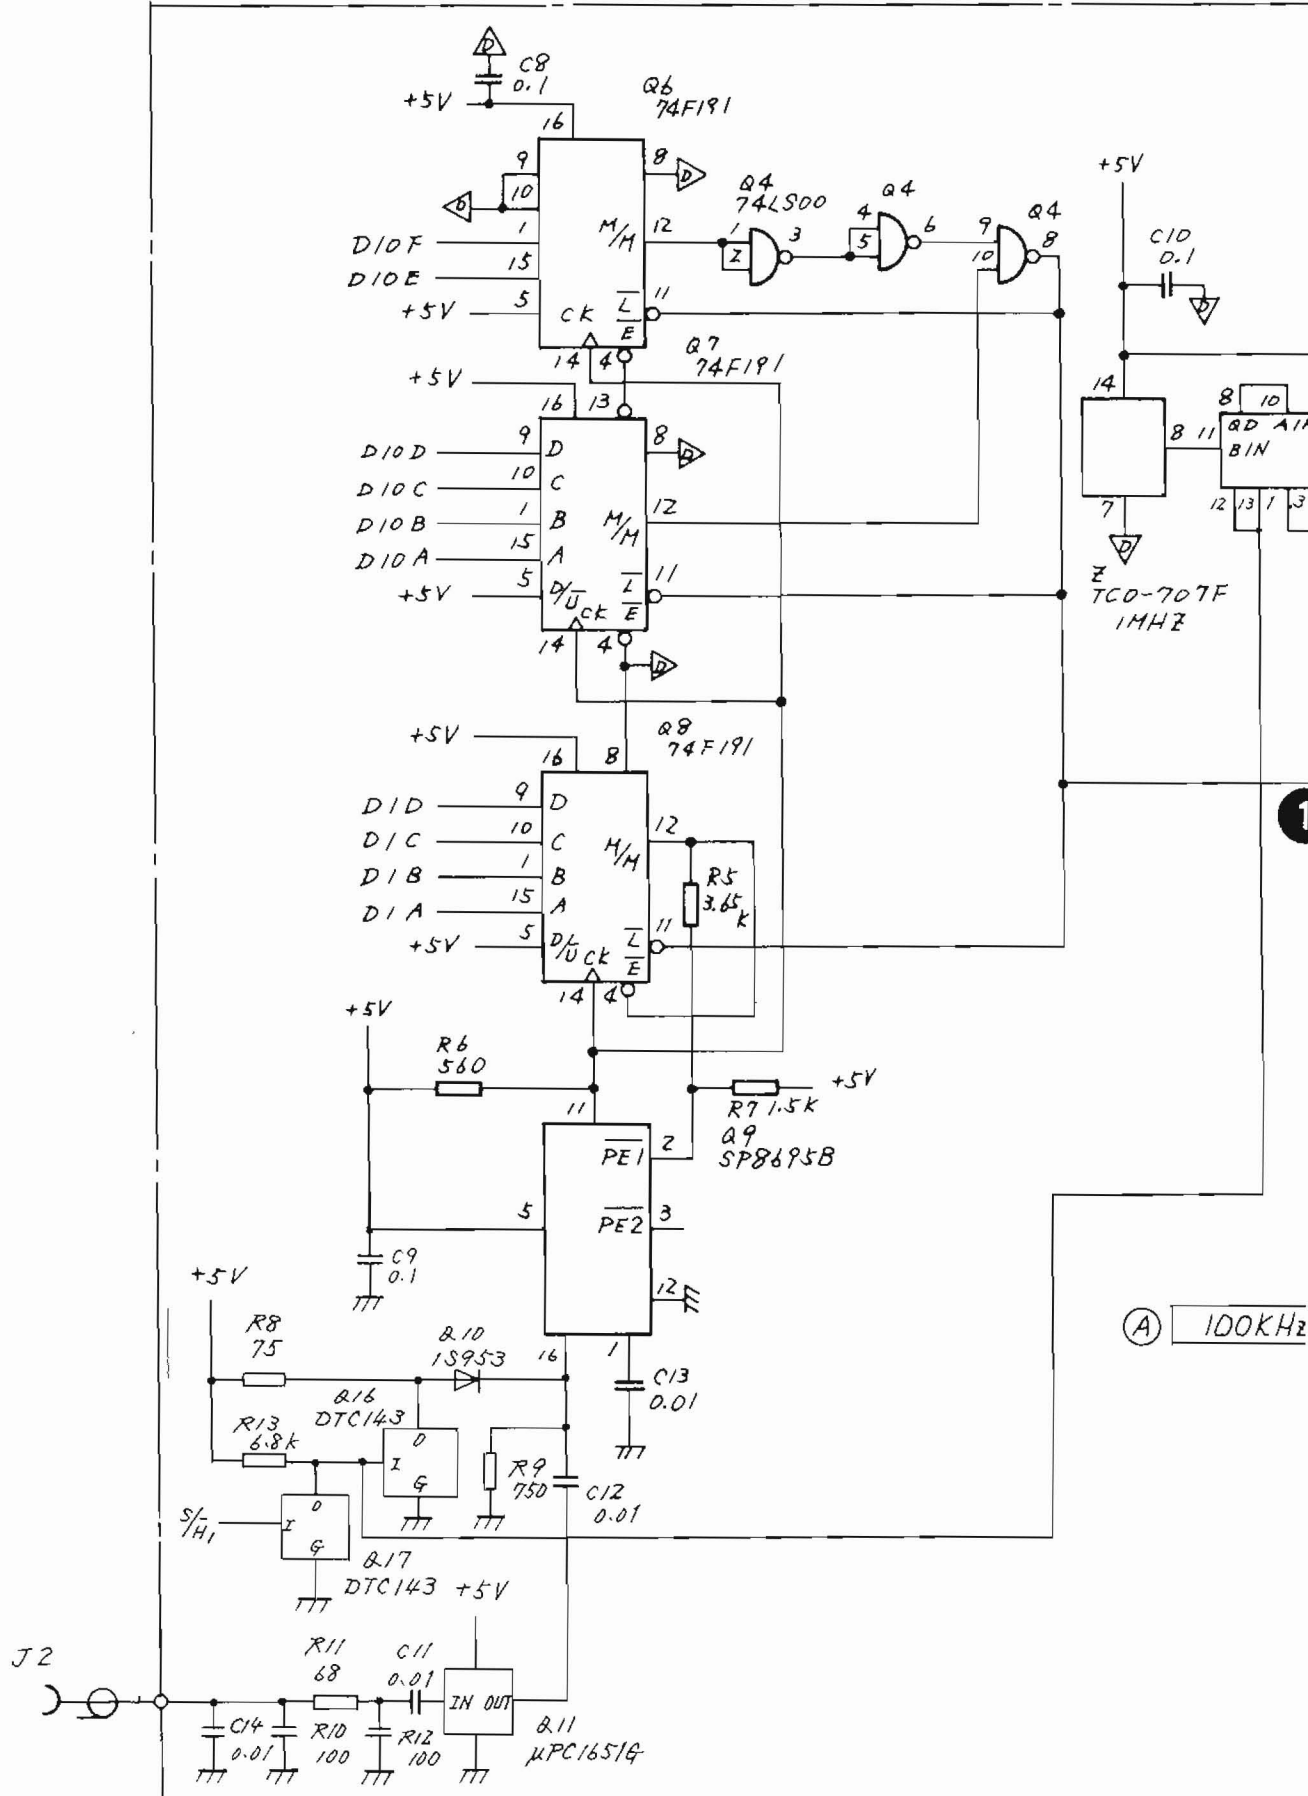 D
C8
0.1
+5V
Q6
74F191
16
9
10
D
8
D
M/M
12
D10F
1
D10E
15
+5V
5
CK
L
E
11
14
4
Q4
74LS00
1
2
3
Q4
4
5
6
Q4
9
10
8
+5V
C10
0.1
D
14
8
11
8
10
QD
AIN
BIN
7
12
13
1
3
D
Z
TCO-707F
1MHZ
Q7
74F191
+5V
16
13
D10D
9
D
8
D
D10C
10
C
D10B
1
B
M/M
12
D10A
15
A
+5V
5
D/U
CK
L
E
11
14
4
D
Q8
74F191
+5V
16
8
D1D
9
D
D1C
10
C
M/M
12
D1B
1
B
D1A
15
A
+5V
5
D/U
CK
L
E
11
14
4
R5
3.65
K
1
+5V
R6
560
R7 1.5K
+5V
Q9
SP8695B
11
PE1
2
5
PE2
3
12
C9
0.1
16
1
C13
0.01
A
100KHz
+5V
R8
75
Q10
1S953
Q16
DTC143
R13
6.8K
O
I
G
R9
750
C12
0.01
S/H1
O
I
G
Q17
DTC143
+5V
J2
R11
68
C11
0.01
IN OUT
C14
0.01
R10
100
R12
100
Q11
μPC1651G